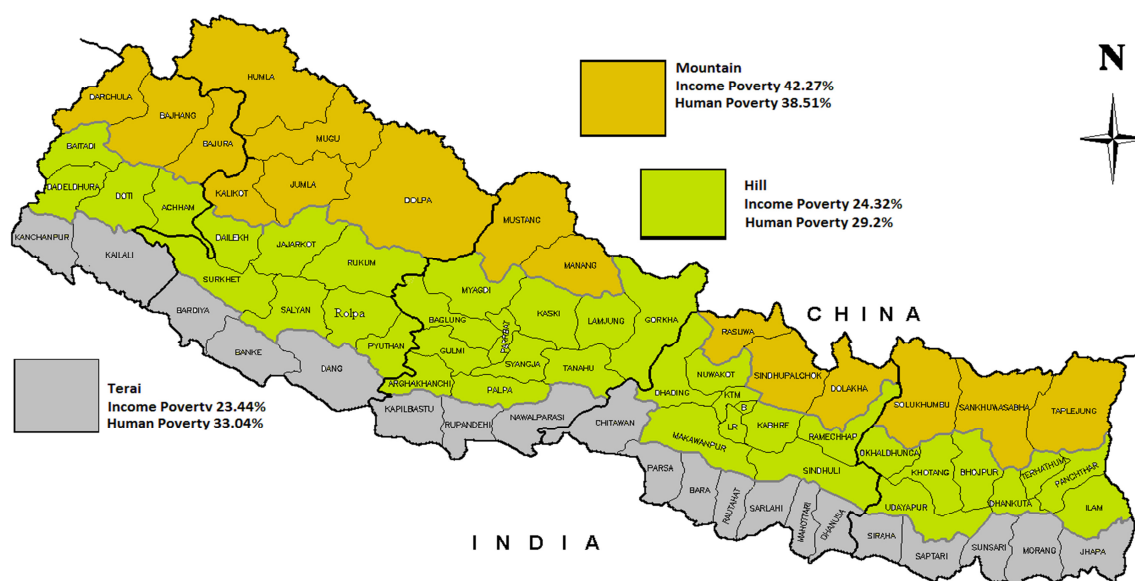 HUMLA
DARCHULA
BAJHANG
BAJURA
MUGU
BAITADI
DADELDHURA
DOTI
ACHHAM
KALIKOT
JUMLA
DOLPA
MUSTANG
MANANG
KANCHANPUR
KAILALI
DAILEKH
JAJARKOT
RUKUM
SURKHET
SALYAN
Rolpa
PYUTHAN
BARDIYA
BANKE
DANG
MYAGDI
BAGLUNG
PARBAT
KASKI
LAMJUNG
GORKHA
GULMI
SYANGJA
TANAHU
ARGHAKHANCHI
PALPA
KAPILBASTU
RUPANDEHI
NAWALPARASI
CHITAWAN
Mountain
Income Poverty 42.27%
Human Poverty 38.51%
N
Hill
Income Poverty 24.32%
Human Poverty 29.2%
Terai
Income Poverty 23.44%
Human Poverty 33.04%
CHINA
RASUWA
SINDHUPALCHOK
DOLAKHA
NUWAKOT
DHADING
KTM
B
LR
KABHRE
RAMECHHAP
MAKAWANPUR
SINDHULI
SOLUKHUMBU
SANKHUWASABHA
TAPLEJUNG
OKHALDHUNGA
KHOTANG
BHOJPUR
TERHATHUM
PANCHTHAR
DHANKUTA
UDAYAPUR
ILAM
PARSA
BARA
RAUTAHAT
SARLAHI
MAHOTTARI
DHANUSA
SIRAHA
SAPTARI
SUNSARI
MORANG
JHAPA
INDIA